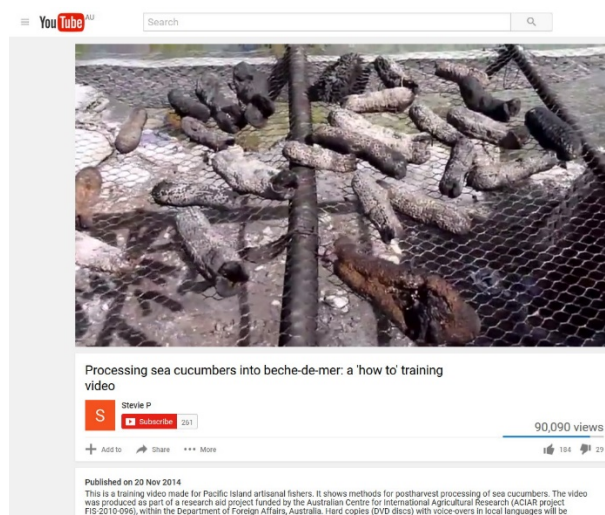 YouTube AU
Search
Processing sea cucumbers into beche-de-mer: a 'how to' training
video
S
Stevie P
Subscribe 261
90,090 views
Add to Share More
184 29
Published on 20 Nov 2014
This is a training video made for Pacific Island artisanal fishers. It shows methods for postharvest processing of sea cucumbers. The video
was produced as part of a research aid project funded by the Australian Centre for International Agricultural Research (ACIAR project
FIS-2010-096), within the Department of Foreign Affairs, Australia. Hard copies (DVD discs) with voice-overs in local languages will be